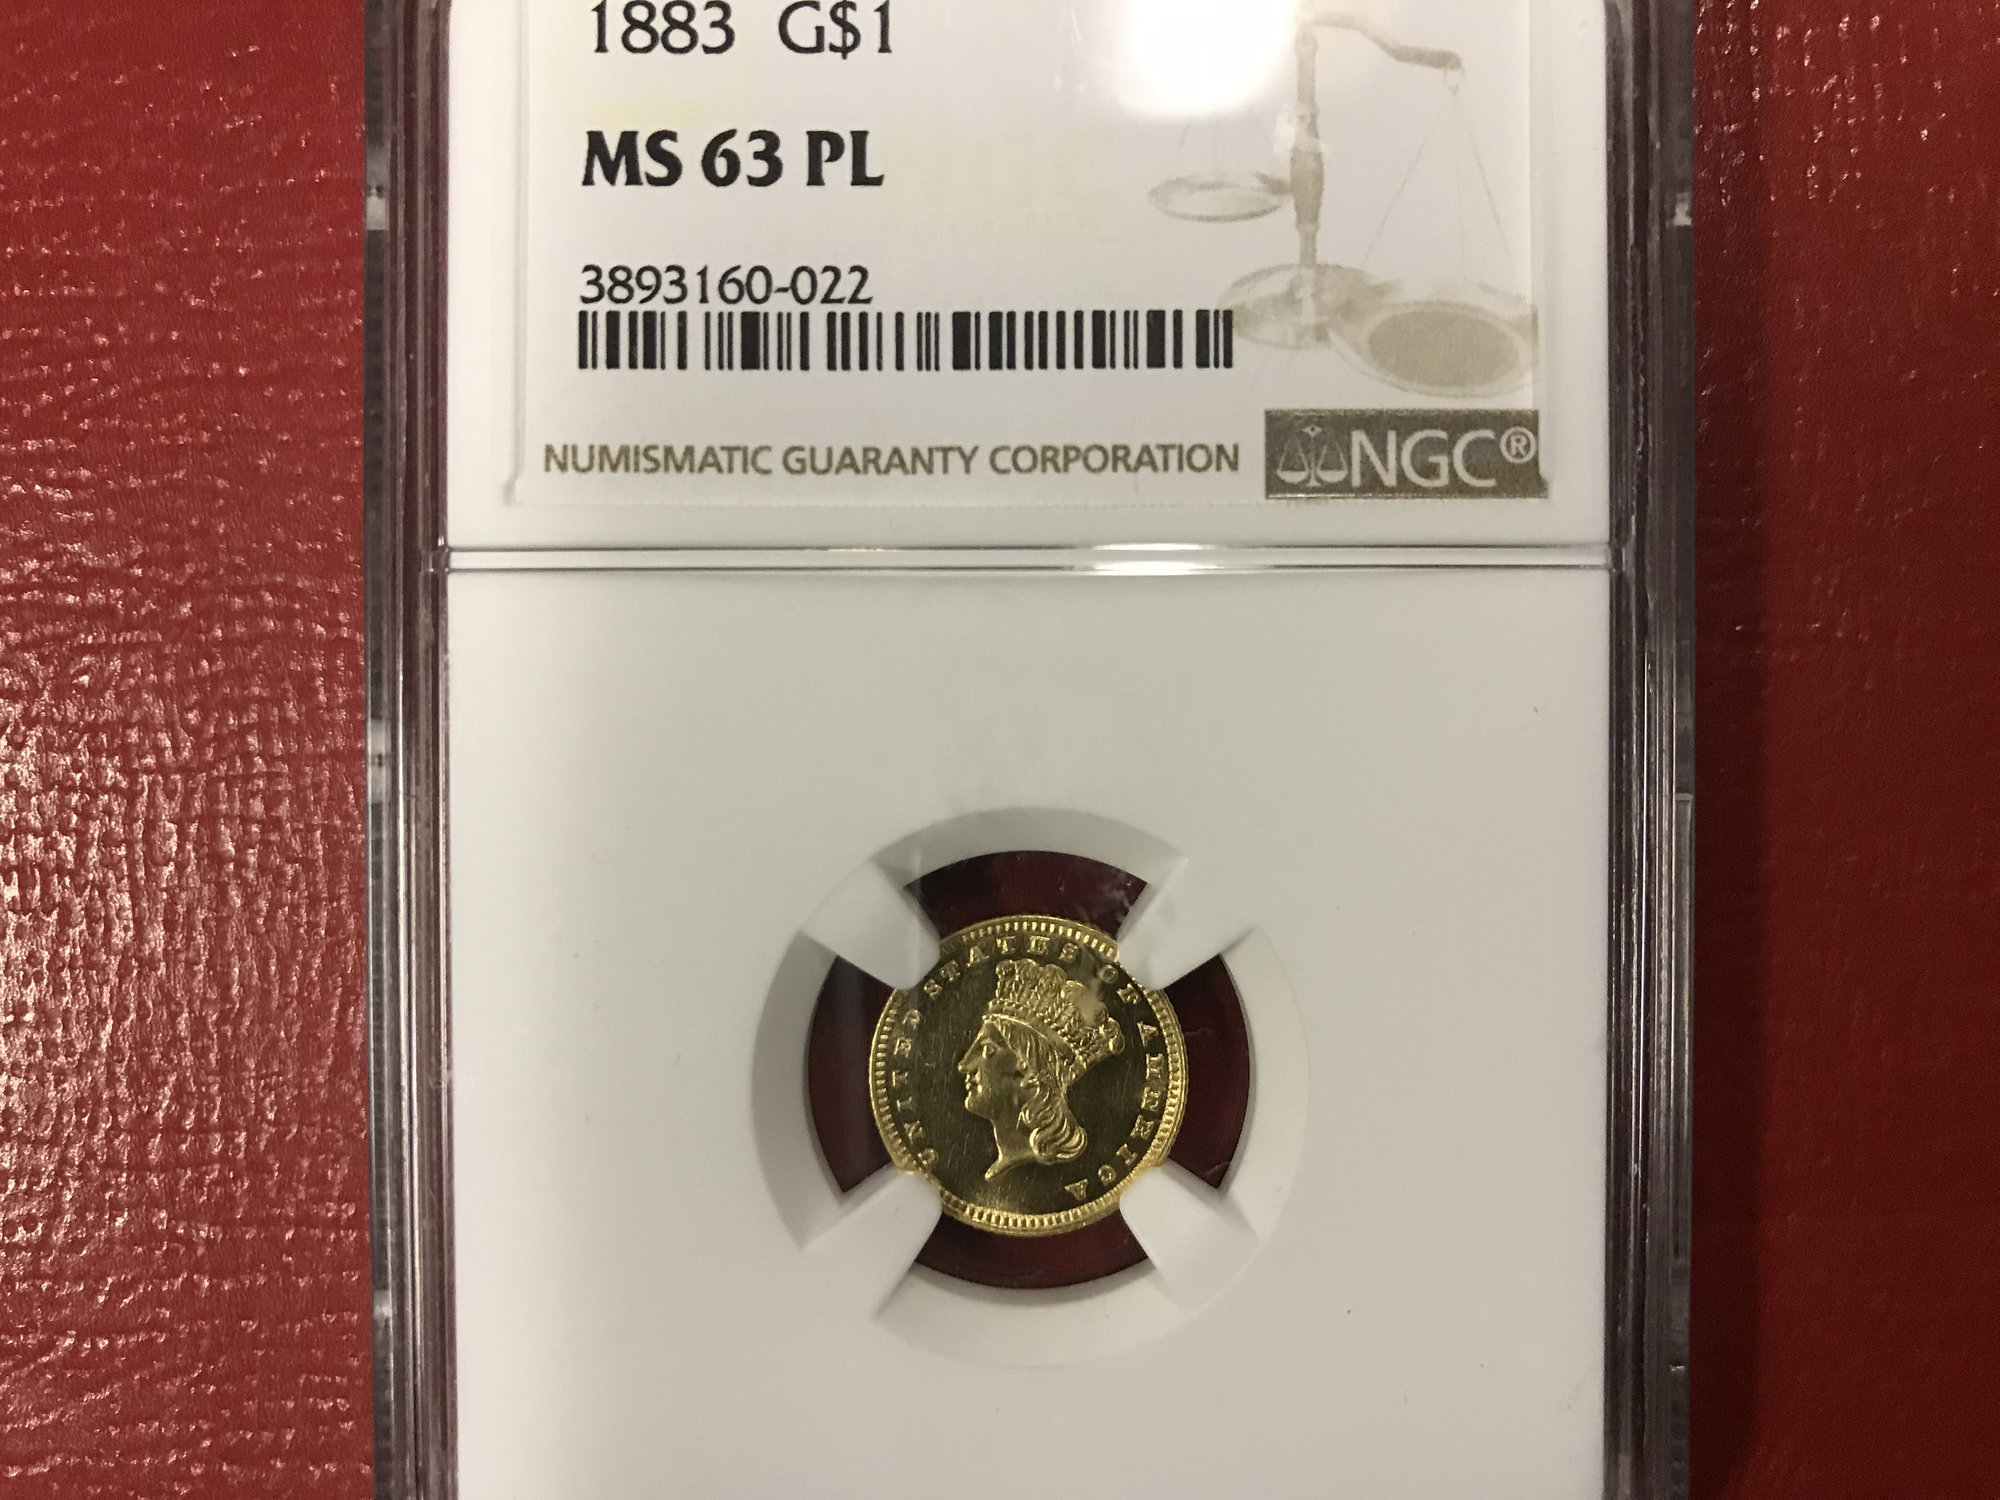 1883 G$1
MS 63 PL
3893160-022
NUMISMATIC GUARANTY CORPORATION
NGC®
UNITED STATES OF AMERICA